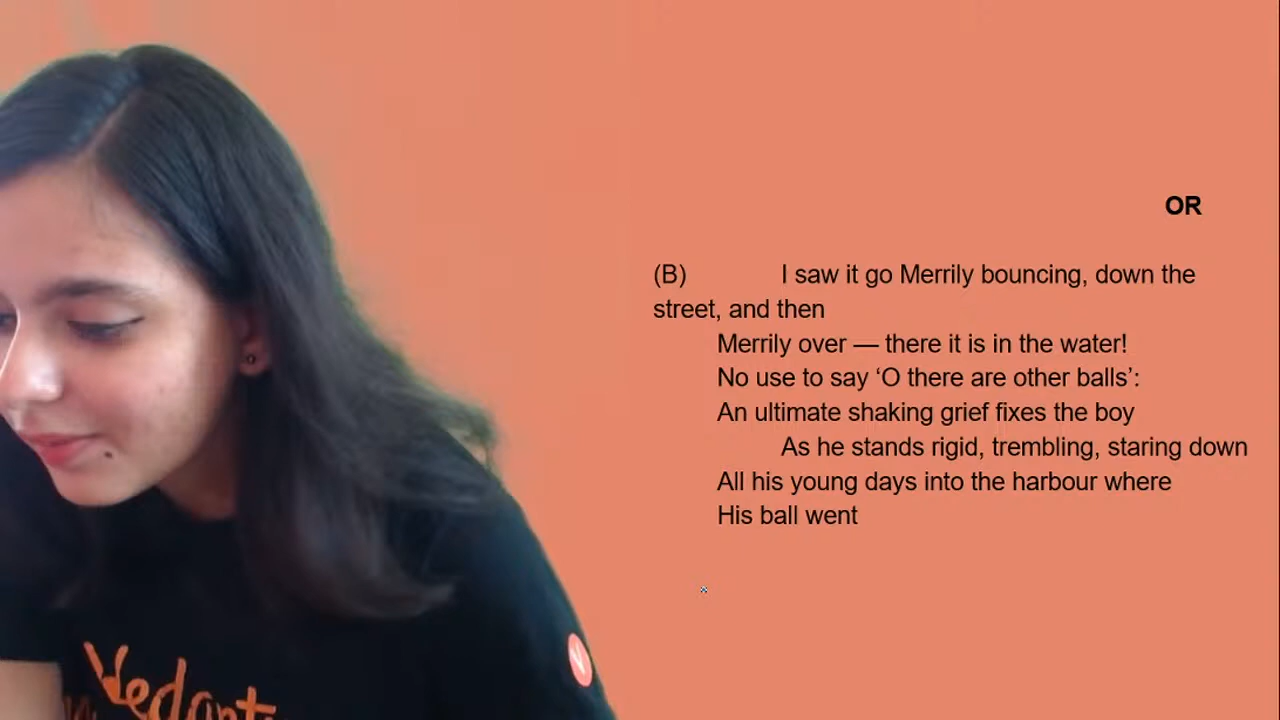 OR
(B) I saw it go Merrily bouncing, down the
street, and then
Merrily over — there it is in the water!
No use to say ‘O there are other balls’:
An ultimate shaking grief fixes the boy
As he stands rigid, trembling, staring down
All his young days into the harbour where
His ball went
V